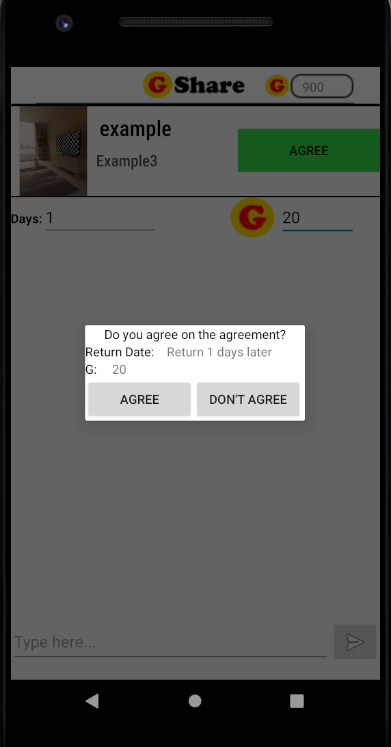 G Share G 900
example
Example3
AGREE
Days: 1 G 20
Do you agree on the agreement?
Return Date: Return 1 days later
G: 20
AGREE DON'T AGREE
Type here...